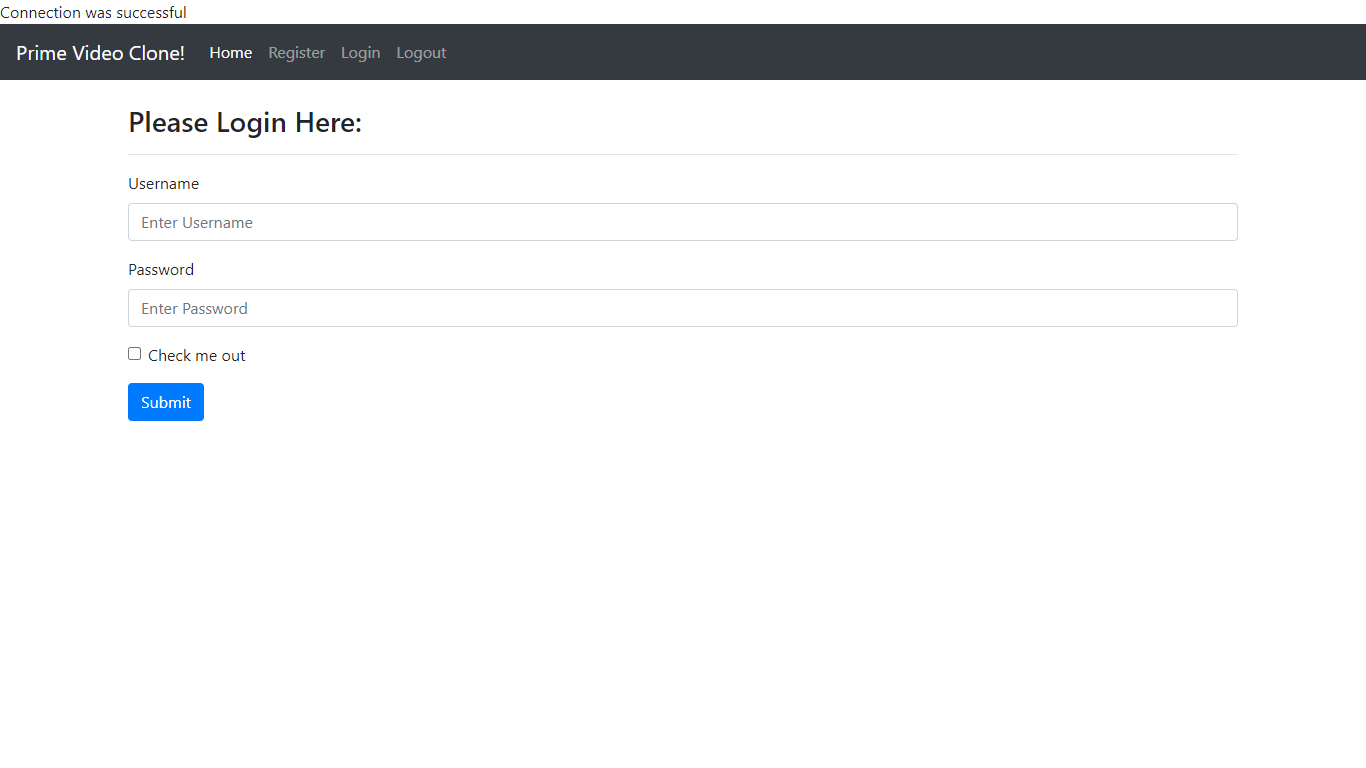 Connection was successful
Prime Video Clone! Home Register Login Logout
Please Login Here:
Username
Enter Username
Password
Enter Password
Check me out
Submit